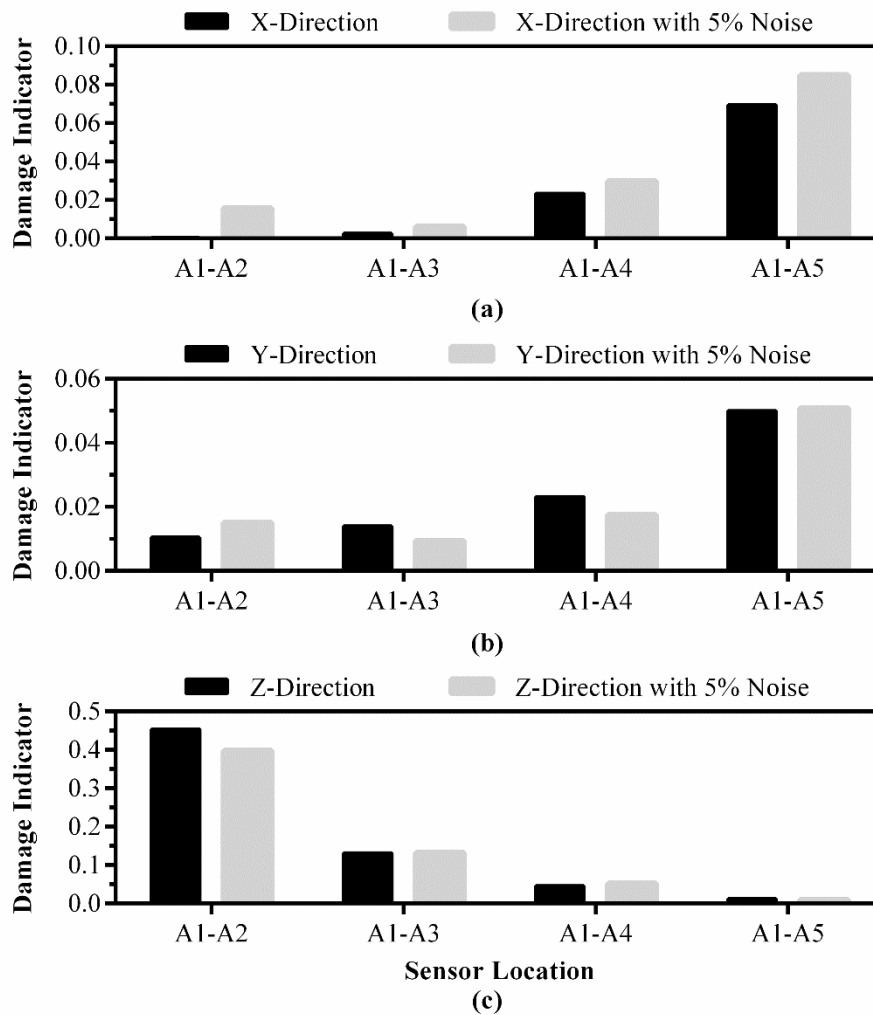 X-Direction X-Direction with 5% Noise
Damage Indicator
0.10
0.08
0.06
0.04
0.02
0.00
A1-A2 A1-A3 A1-A4 A1-A5
(a)
Y-Direction Y-Direction with 5% Noise
Damage Indicator
0.06
0.04
0.02
0.00
A1-A2 A1-A3 A1-A4 A1-A5
(b)
Z-Direction Z-Direction with 5% Noise
Damage Indicator
0.5
0.4
0.3
0.2
0.1
0.0
A1-A2 A1-A3 A1-A4 A1-A5
Sensor Location
(c)